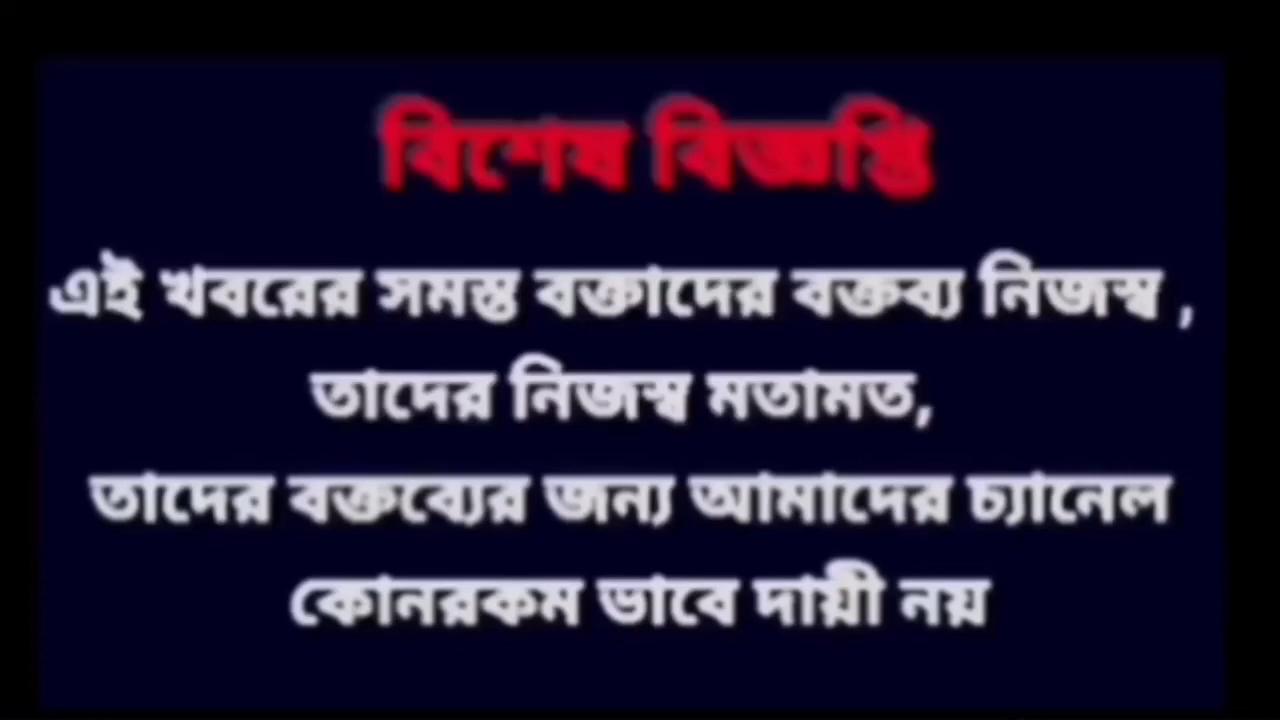 বিশেষ বিজ্ঞপ্তি
এই খবরের সমস্ত বক্তাদের বক্তব্য নিজস্ব ,
তাদের নিজস্ব মতামত,
তাদের বক্তব্যের জন্য আমাদের চ্যানেল
কোনরকম ভাবে দায়ী নয়